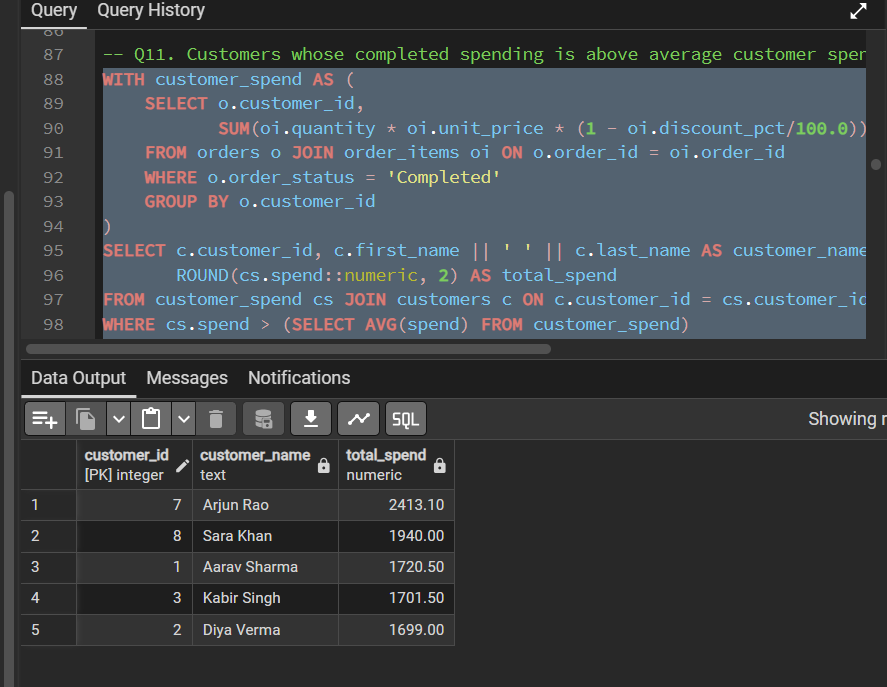 Query Query History
86
87 -- Q11. Customers whose completed spending is above average customer spen
88 WITH customer_spend AS (
89 SELECT o.customer_id,
90 SUM(oi.quantity * oi.unit_price * (1 - oi.discount_pct/100.0))
91 FROM orders o JOIN order_items oi ON o.order_id = oi.order_id
92 WHERE o.order_status = 'Completed'
93 GROUP BY o.customer_id
94 )
95 SELECT c.customer_id, c.first_name || ' ' || c.last_name AS customer_name
96 ROUND(cs.spend::numeric, 2) AS total_spend
97 FROM customer_spend cs JOIN customers c ON c.customer_id = cs.customer_id
98 WHERE cs.spend > (SELECT AVG(spend) FROM customer_spend)
Data Output Messages Notifications
SQL Showing r
customer_id customer_name total_spend
[PK] integer text numeric
1 7 Arjun Rao 2413.10
2 8 Sara Khan 1940.00
3 1 Aarav Sharma 1720.50
4 3 Kabir Singh 1701.50
5 2 Diya Verma 1699.00